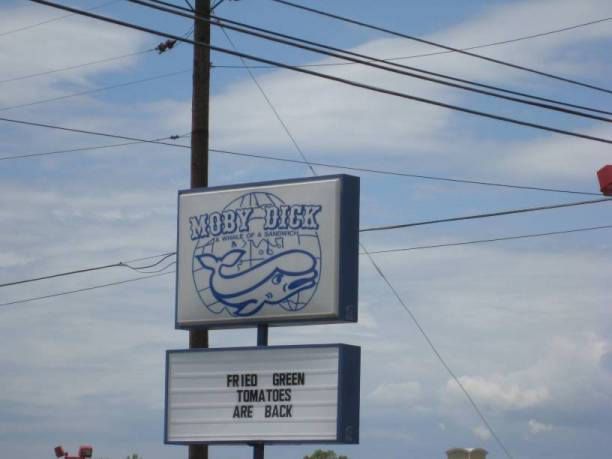 MOBY DICK
A WHALE OF A SANDWICH
FRIED GREEN
TOMATOES
ARE BACK